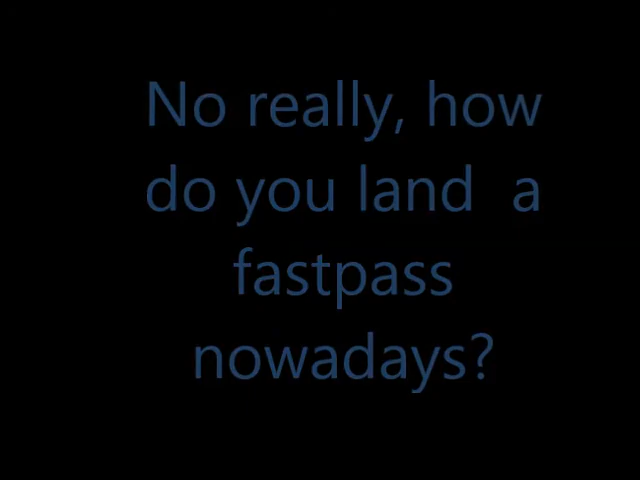 No really, how
do you land  a
fastpass
nowadays?